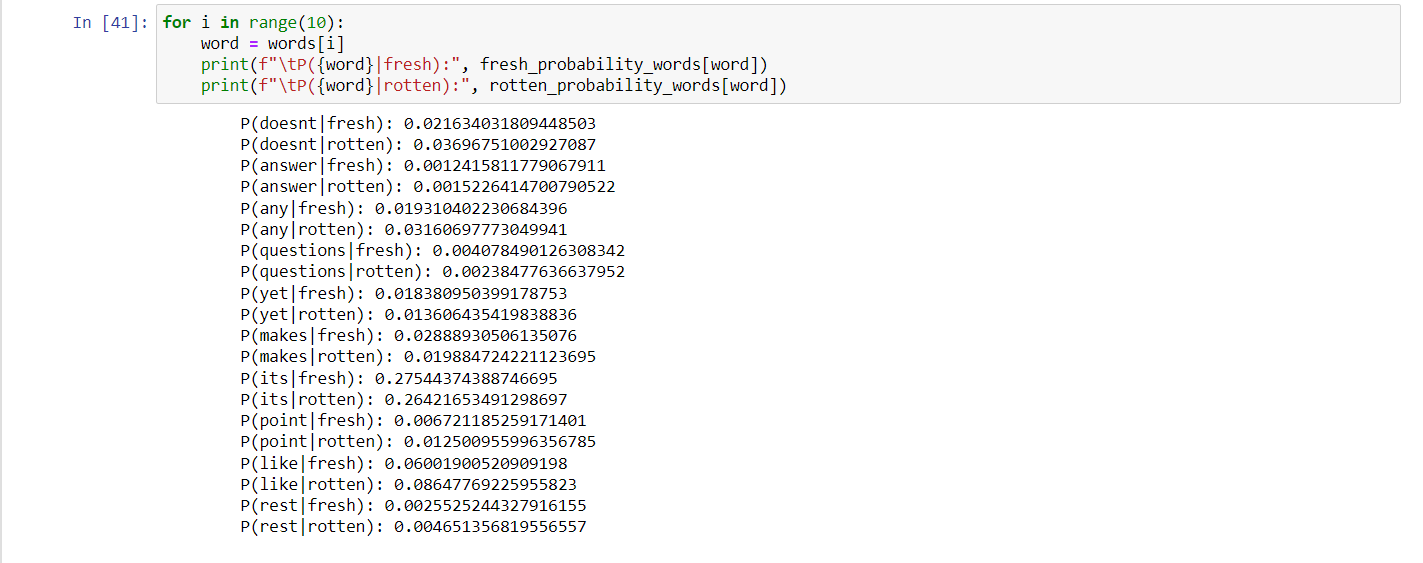 In [41]: for i in range(10):
    word = words[i]
    print(f"\tP({word}|fresh):", fresh_probability_words[word])
    print(f"\tP({word}|rotten):", rotten_probability_words[word])
P(doesnt|fresh): 0.021634031809448503
P(doesnt|rotten): 0.03696751002927087
P(answer|fresh): 0.0012415811779067911
P(answer|rotten): 0.0015226414700790522
P(any|fresh): 0.019310402230684396
P(any|rotten): 0.03160697773049941
P(questions|fresh): 0.004078490126308342
P(questions|rotten): 0.00238477636637952
P(yet|fresh): 0.018380950399178753
P(yet|rotten): 0.013606435419838836
P(makes|fresh): 0.02888930506135076
P(makes|rotten): 0.019884724221123695
P(its|fresh): 0.27544374388746695
P(its|rotten): 0.26421653491298697
P(point|fresh): 0.006721185259171401
P(point|rotten): 0.012500955996356785
P(like|fresh): 0.06001900520909198
P(like|rotten): 0.08647769225955823
P(rest|fresh): 0.0025525244327916155
P(rest|rotten): 0.004651356819556557